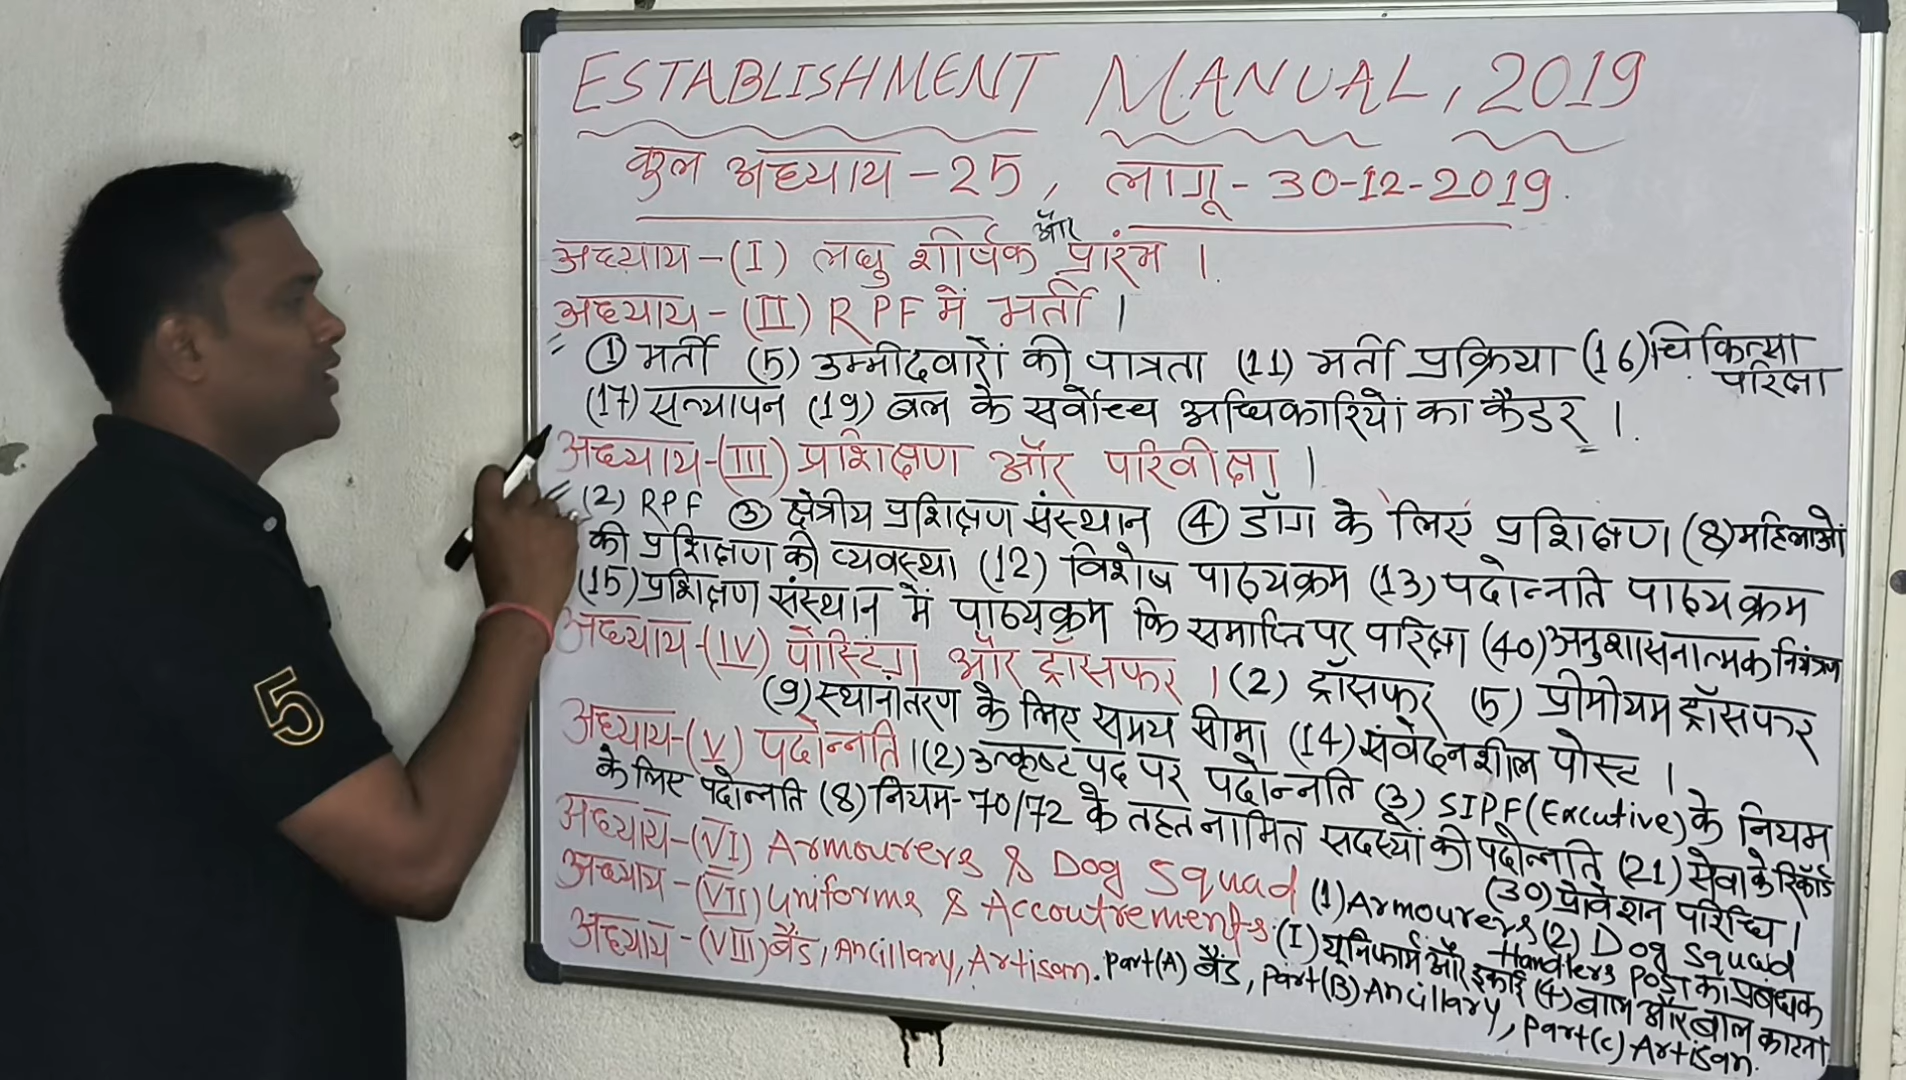 ESTABLISHMENT MANUAL, 2019
कुल अध्याय - 25, लागू - 30-12-2019.
अध्याय-(I) लघु शीर्षक और प्रारंभ ।
अध्याय-(II) RPF में भर्ती ।
① भर्ती (5) उम्मीदवारों की पात्रता (11) भर्ती प्रक्रिया (16) चिकित्सा परिक्षा
(17) सत्यापन (19) बल के सर्वोच्च अधिकारियों का कैडर ।
अध्याय-(III) प्रशिक्षण और परिवीक्षा ।
(2) RPF ③ क्षेत्रीय प्रशिक्षण संस्थान ④ डॉग के लिए प्रशिक्षण (8) महिलाओं
की प्रशिक्षण की व्यवस्था (12) विशेष पाठ्यक्रम (13) पदोन्नति पाठ्यक्रम
(15) प्रशिक्षण संस्थान में पाठ्यक्रम कि समाप्ति पर परिक्षा (40) अनुशासनात्मक नियंत्रण
अध्याय-(IV) पोस्टिंग और ट्रॉसफर । (2) ट्रॉसफर (5) प्रीमीयम ट्रॉसफर
(9) स्थानांतरण के लिए समय सीमा (14) संवेदनशील पोस्ट ।
अध्याय-(V) पदोन्नति । (2) उत्कृष्ट पद पर पदोन्नति (3) SIPF (Excutive) के नियम
के लिए पदोन्नति (8) नियम-70/72 के तहत नामित सदस्यों की पदोन्नति (21) सेवा के रिकॉर्ड
(30) प्रोवेशन परिधि ।
अध्याय-(VI) Armourers & Dog Squad (1) Armourers (2) Dog Squad
Handlers Post का प्रबंधक
अध्याय-(VII) Uniforms & Accoutrements. (I) यूनिफार्म और इकाई (4) बाल और बाल काटना
अध्याय-(VIII) बैंड, Ancillary, Artisan. Part(A) बैंड, Part(B) Ancillary, Part(C) Artisan.
5